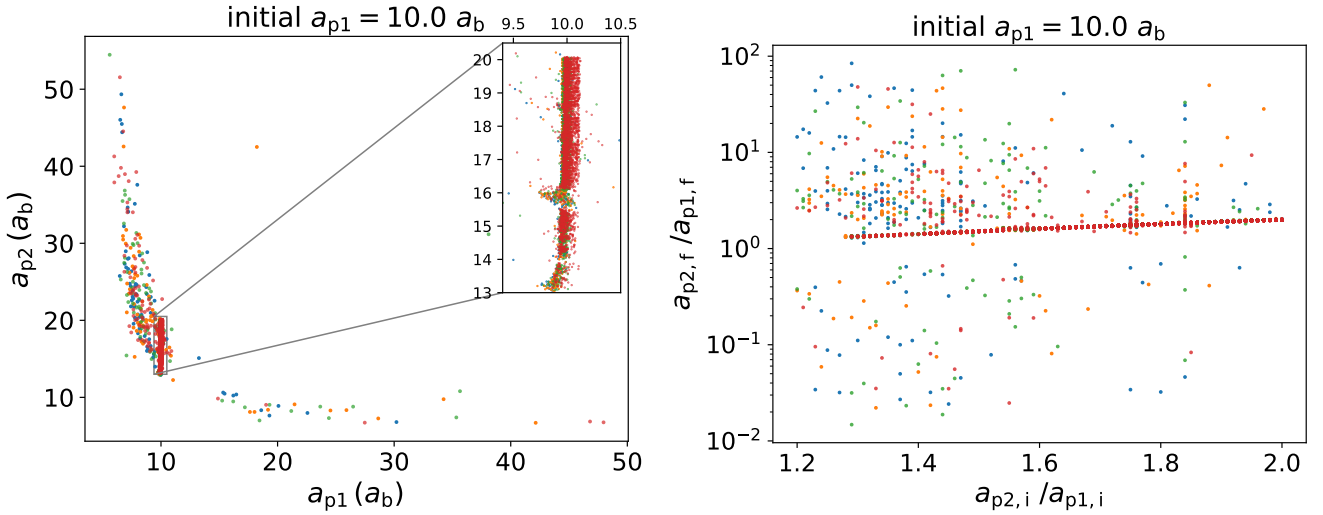 initial a_p1 = 10.0 a_b
9.5 10.0 10.5
20
19
18
17
16
15
14
13
50
40
30
20
10
a_p2 (a_b)
10 20 30 40 50
a_p1 (a_b)
initial a_p1 = 10.0 a_b
10^2
10^1
10^0
10^−1
10^−2
a_p2, f / a_p1, f
1.2 1.4 1.6 1.8 2.0
a_p2, i / a_p1, i